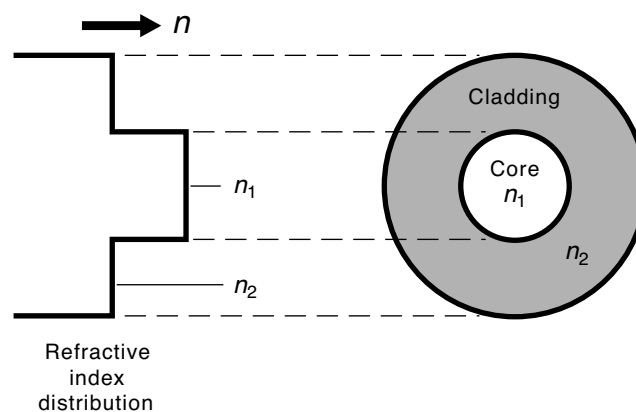 n
Cladding
Core
n₁
n₁
n₂
n₂
Refractive
index
distribution